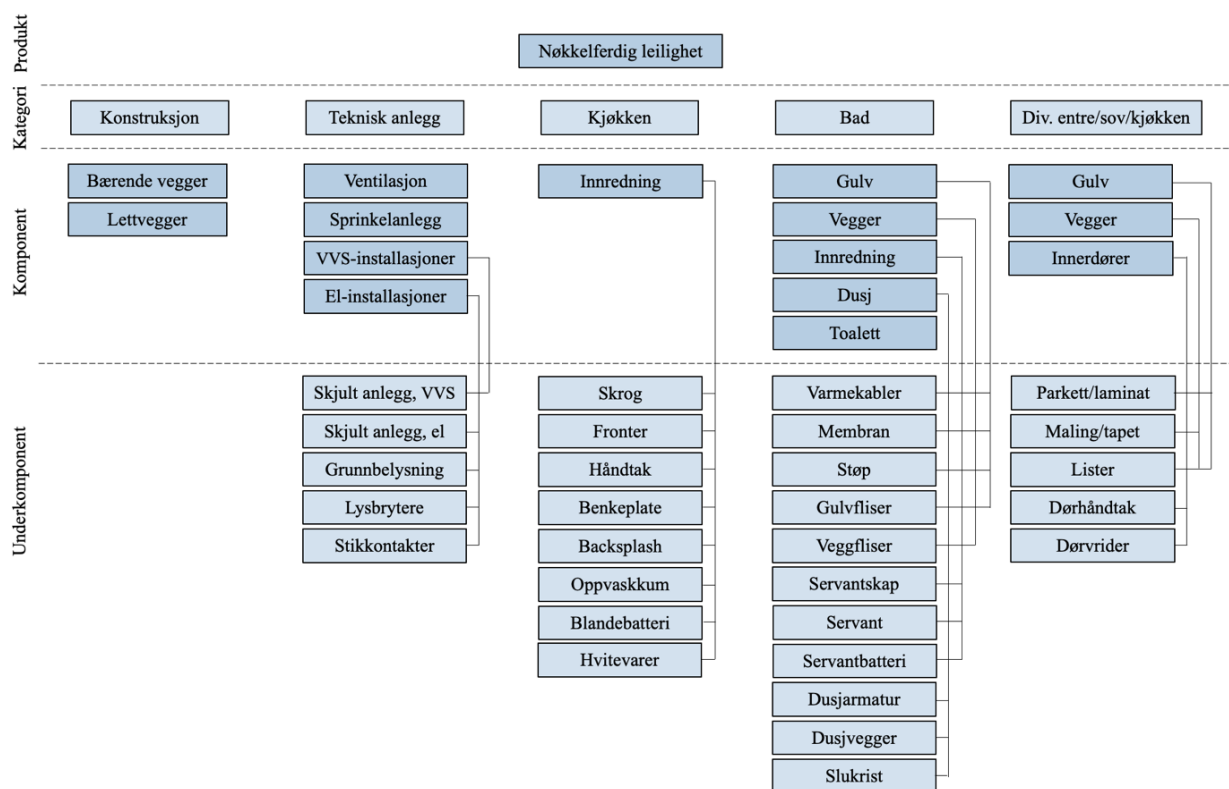 Produkt
Nøkkelferdig leilighet
Kategori
Konstruksjon
Teknisk anlegg
Kjøkken
Bad
Div. entre/sov/kjøkken
Komponent
Bærende vegger
Lettvegger
Ventilasjon
Sprinkelanlegg
VVS-installasjoner
El-installasjoner
Innredning
Gulv
Vegger
Innredning
Dusj
Toalett
Gulv
Vegger
Innerdører
Underkomponent
Skjult anlegg, VVS
Skjult anlegg, el
Grunnbelysning
Lysbrytere
Stikkontakter
Skrog
Fronter
Håndtak
Benkeplate
Backsplash
Oppvaskkum
Blandebatteri
Hvitevarer
Varmekabler
Membran
Støp
Gulvfliser
Veggfliser
Servantskap
Servant
Servantbatteri
Dusjarmatur
Dusjvegger
Slukrist
Parkett/laminat
Maling/tapet
Lister
Dørhåndtak
Dørvrider